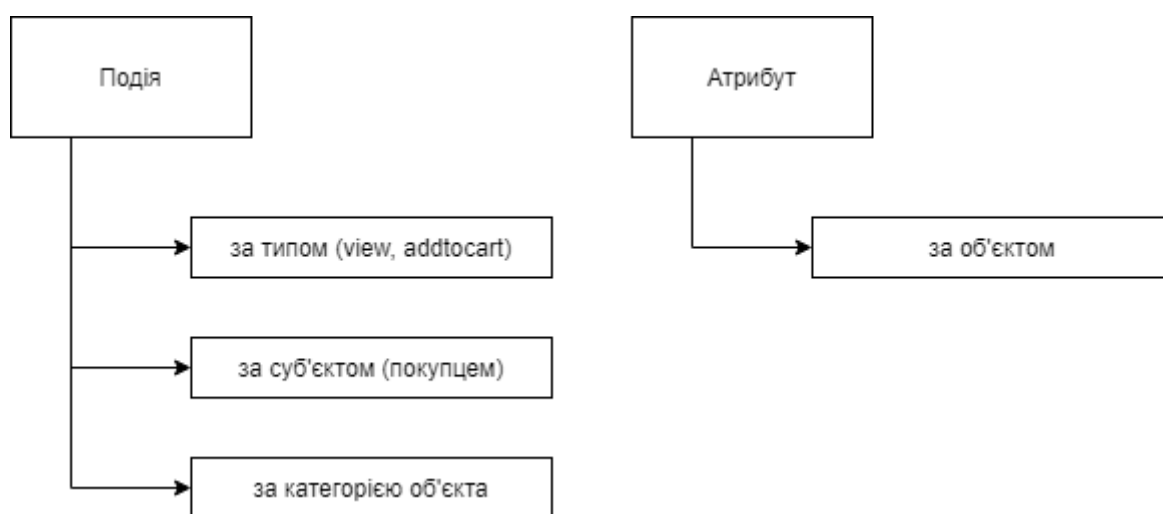 Подія
Атрибут
за типом (view, addtocart)
за об'єктом
за суб'єктом (покупцем)
за категорією об'єкта